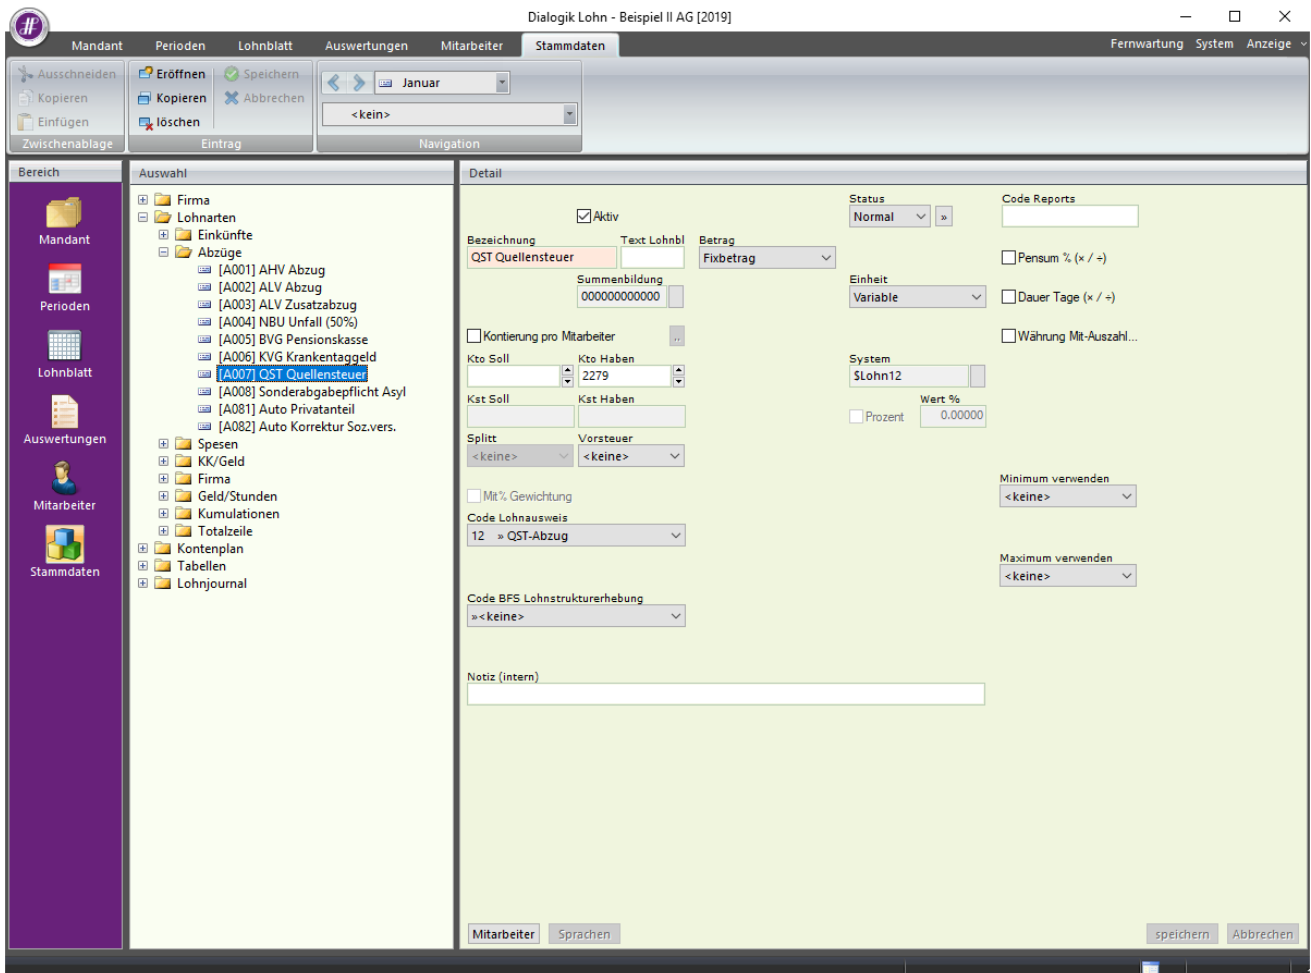 Dialogik Lohn - Beispiel II AG [2019]
Mandant Perioden Lohnblatt Auswertungen Mitarbeiter Stammdaten Fernwartung System Anzeige
Ausschneiden
Kopieren
Einfügen
Zwischenablage
Eröffnen Speichern
Kopieren Abbrechen
löschen
Eintrag
Januar
<kein>
Navigation
Bereich
Mandant
Perioden
Lohnblatt
Auswertungen
Mitarbeiter
Stammdaten
Auswahl
Firma
Lohnarten
Einkünfte
Abzüge
[A001] AHV Abzug
[A002] ALV Abzug
[A003] ALV Zusatzabzug
[A004] NBU Unfall (50%)
[A005] BVG Pensionskasse
[A006] KVG Krankentaggeld
[A007] QST Quellensteuer
[A008] Sonderabgabepflicht Asyl
[A081] Auto Privatanteil
[A082] Auto Korrektur Soz.vers.
Spesen
KK/Geld
Firma
Geld/Stunden
Kumulationen
Totalzeile
Kontenplan
Tabellen
Lohnjournal
Detail
Aktiv
Status
Normal »
Code Reports
Bezeichnung Text Lohnbl Betrag
QST Quellensteuer Fixbetrag
Pensum % (× / ÷)
Summenbildung
000000000000
Einheit
Variable
Dauer Tage (× / ÷)
Kontierung pro Mitarbeiter ..
Währung Mit-Auszahl...
Kto Soll Kto Haben
2279
System
$Lohn12
Kst Soll Kst Haben
Wert %
Prozent 0.00000
Splitt Vorsteuer
<keine> <keine>
Mit% Gewichtung
Minimum verwenden
<keine>
Code Lohnausweis
12 » QST-Abzug
Maximum verwenden
<keine>
Code BFS Lohnstrukturerhebung
»<keine>
Notiz (intern)
Mitarbeiter Sprachen speichern Abbrechen